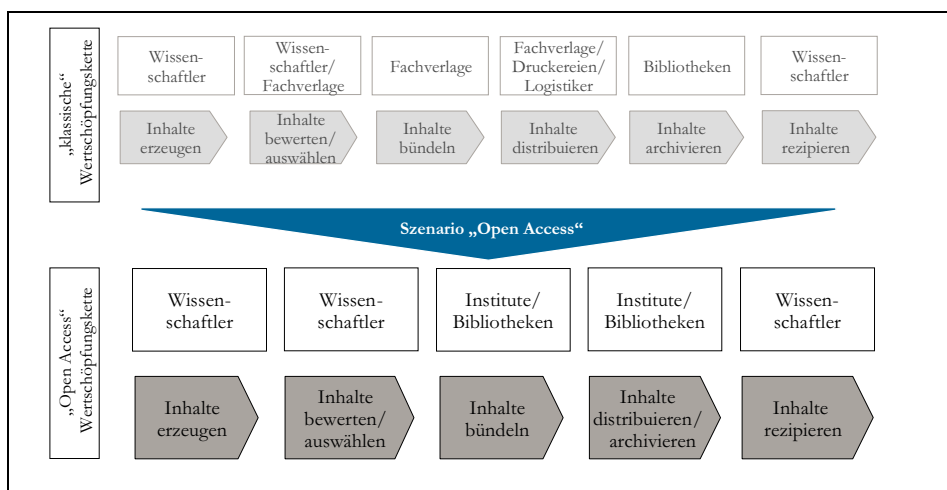 „klassische“
Wertschöpfungskette
Wissen-
schaftler
Wissen-
schaftler/
Fachverlage
Fachverlage
Fachverlage/
Druckereien/
Logistiker
Bibliotheken
Wissen-
schaftler
Inhalte
erzeugen
Inhalte
bewerten/
auswählen
Inhalte
bündeln
Inhalte
distribuieren
Inhalte
archivieren
Inhalte
rezipieren
Szenario „Open Access“
„Open Access“
Wertschöpfungskette
Wissen-
schaftler
Wissen-
schaftler
Institute/
Bibliotheken
Institute/
Bibliotheken
Wissen-
schaftler
Inhalte
erzeugen
Inhalte
bewerten/
auswählen
Inhalte
bündeln
Inhalte
distribuieren/
archivieren
Inhalte
rezipieren